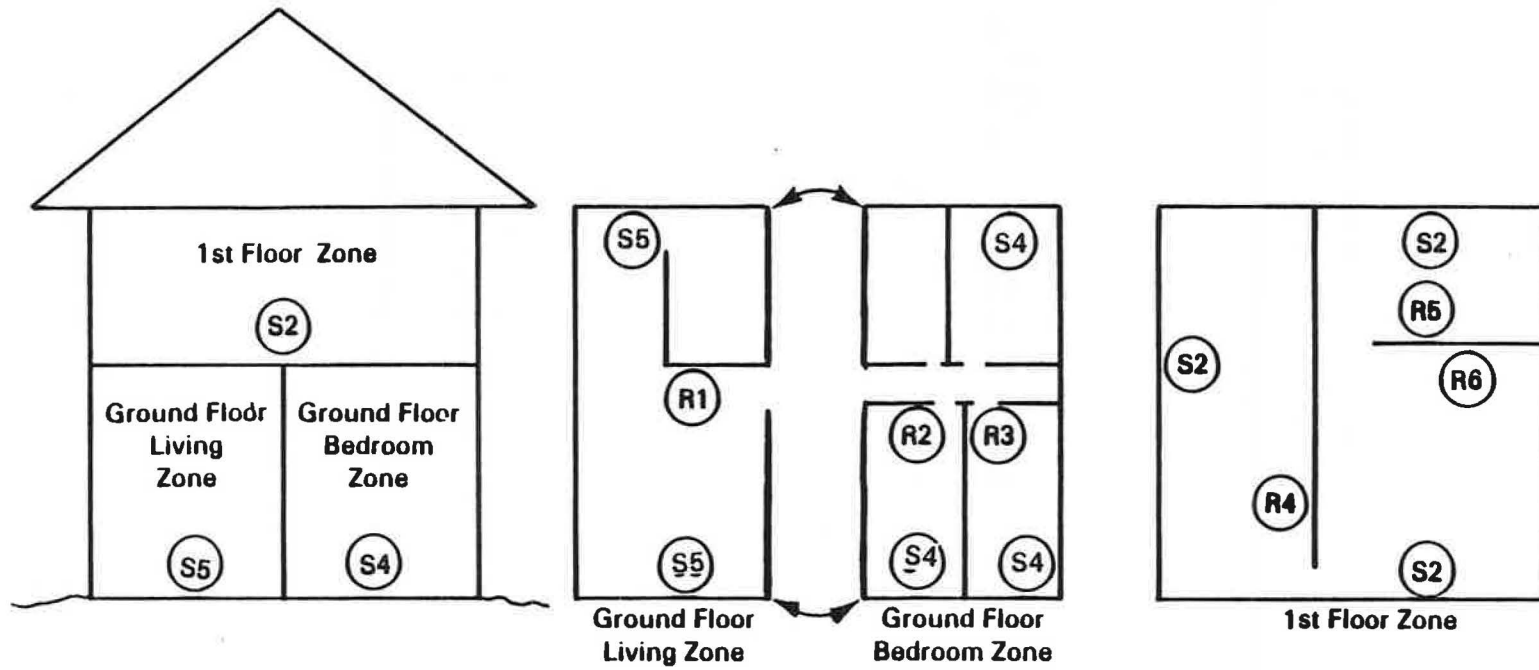 1st Floor Zone
S2
Ground Floor
Living
Zone
Ground Floor
Bedroom
Zone
S5
S4
S5
R1
S5
Ground Floor
Living Zone
S4
R2
R3
S4
S4
Ground Floor
Bedroom Zone
S2
R5
S2
R6
R4
S2
1st Floor Zone